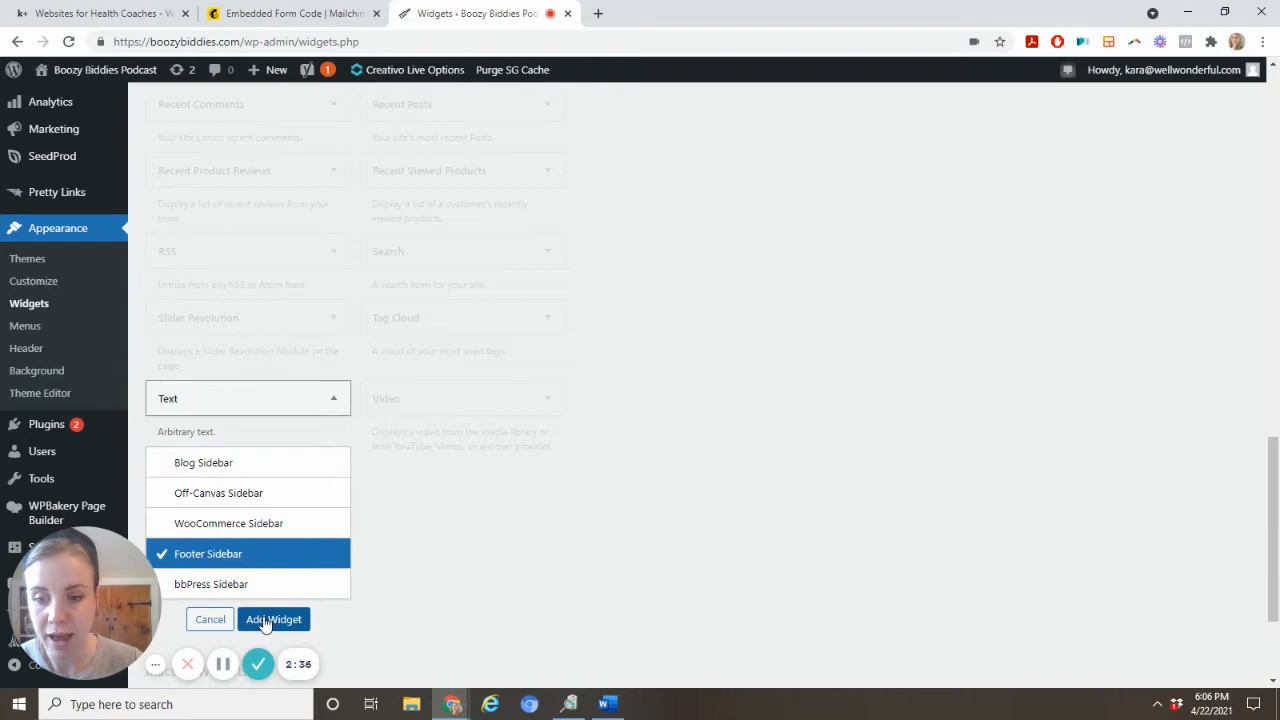 Websites for Health Coaches - W
Embedded Form Code | Mailchim
Widgets ‹ Boozy Biddies Pod
https://boozybiddies.com/wp-admin/widgets.php
Boozy Biddies Podcast
2
0
New
1
Creativo Live Options
Purge SG Cache
Howdy, kara@wellwonderful.com
Analytics
Marketing
SeedProd
Pretty Links
Appearance
Themes
Customize
Widgets
Menus
Header
Background
Theme Editor
Plugins 2
Users
Tools
WPBakery Page
Builder
Recent Comments
Your site's most recent comments.
Recent Posts
Your site's most recent Posts.
Recent Product Reviews
Display a list of recent reviews from your
store.
Recent Viewed Products
Display a list of a customer's recently
viewed products.
RSS
Entries from any RSS or Atom feed.
Search
A search form for your site.
Slider Revolution
Displays a Slider Revolution Module on the
page
Tag Cloud
A cloud of your most used tags.
Text
Arbitrary text.
Video
Displays a video from the media library or
from YouTube, Vimeo, or another provider.
Blog Sidebar
Off-Canvas Sidebar
WooCommerce Sidebar
Footer Sidebar
bbPress Sidebar
Cancel
Add Widget
2:36
Type here to search
6:06 PM
4/22/2021